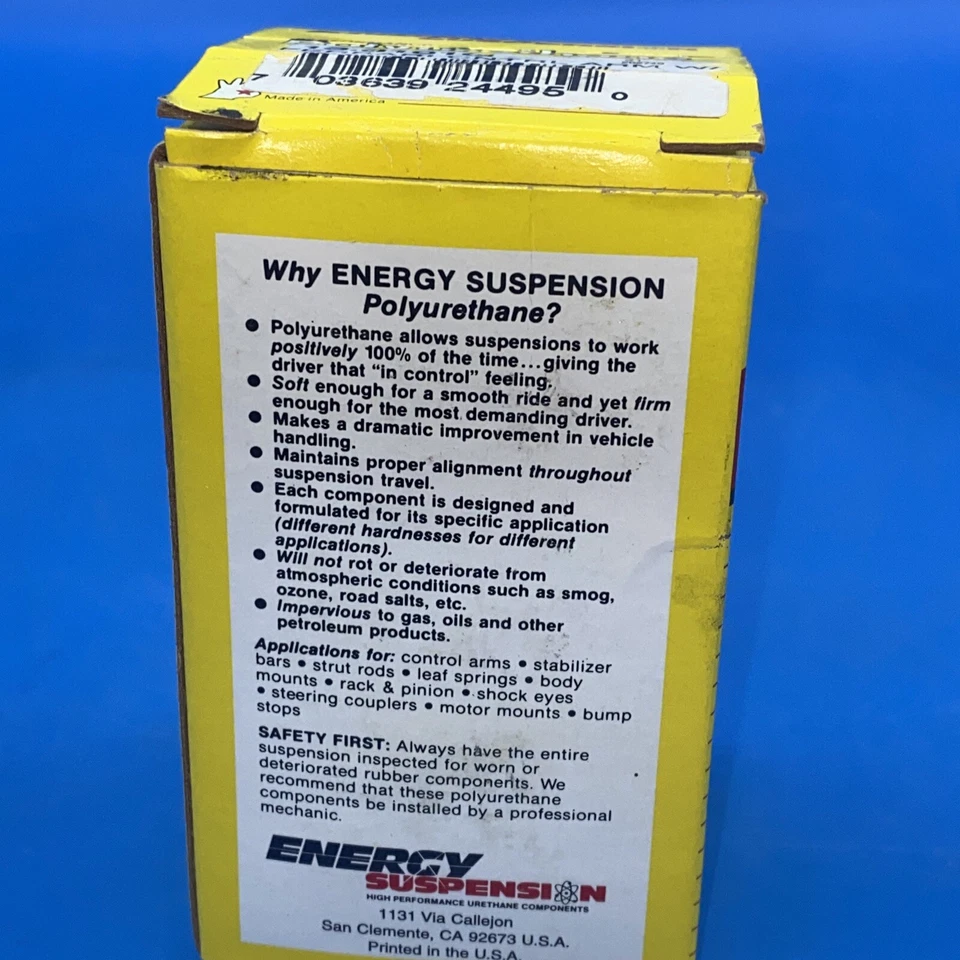 7 03639 24495 0
Made in America
Why ENERGY SUSPENSION
Polyurethane?
● Polyurethane allows suspensions to work
positively 100% of the time...giving the
driver that “in control” feeling.
● Soft enough for a smooth ride and yet firm
enough for the most demanding driver.
● Makes a dramatic improvement in vehicle
handling.
● Maintains proper alignment throughout
suspension travel.
● Each component is designed and
formulated for its specific application
(different hardnesses for different
applications).
● Will not rot or deteriorate from
atmospheric conditions such as smog,
ozone, road salts, etc.
● Impervious to gas, oils and other
petroleum products.
Applications for: control arms • stabilizer
bars • strut rods • leaf springs • body
mounts • rack & pinion • shock eyes
• steering couplers • motor mounts • bump
stops
SAFETY FIRST: Always have the entire
suspension inspected for worn or
deteriorated rubber components. We
recommend that these polyurethane
components be installed by a professional
mechanic.
ENERGY
SUSPENSION
HIGH PERFORMANCE URETHANE COMPONENTS
1131 Via Callejon
San Clemente, CA 92673 U.S.A.
Printed in the U.S.A.